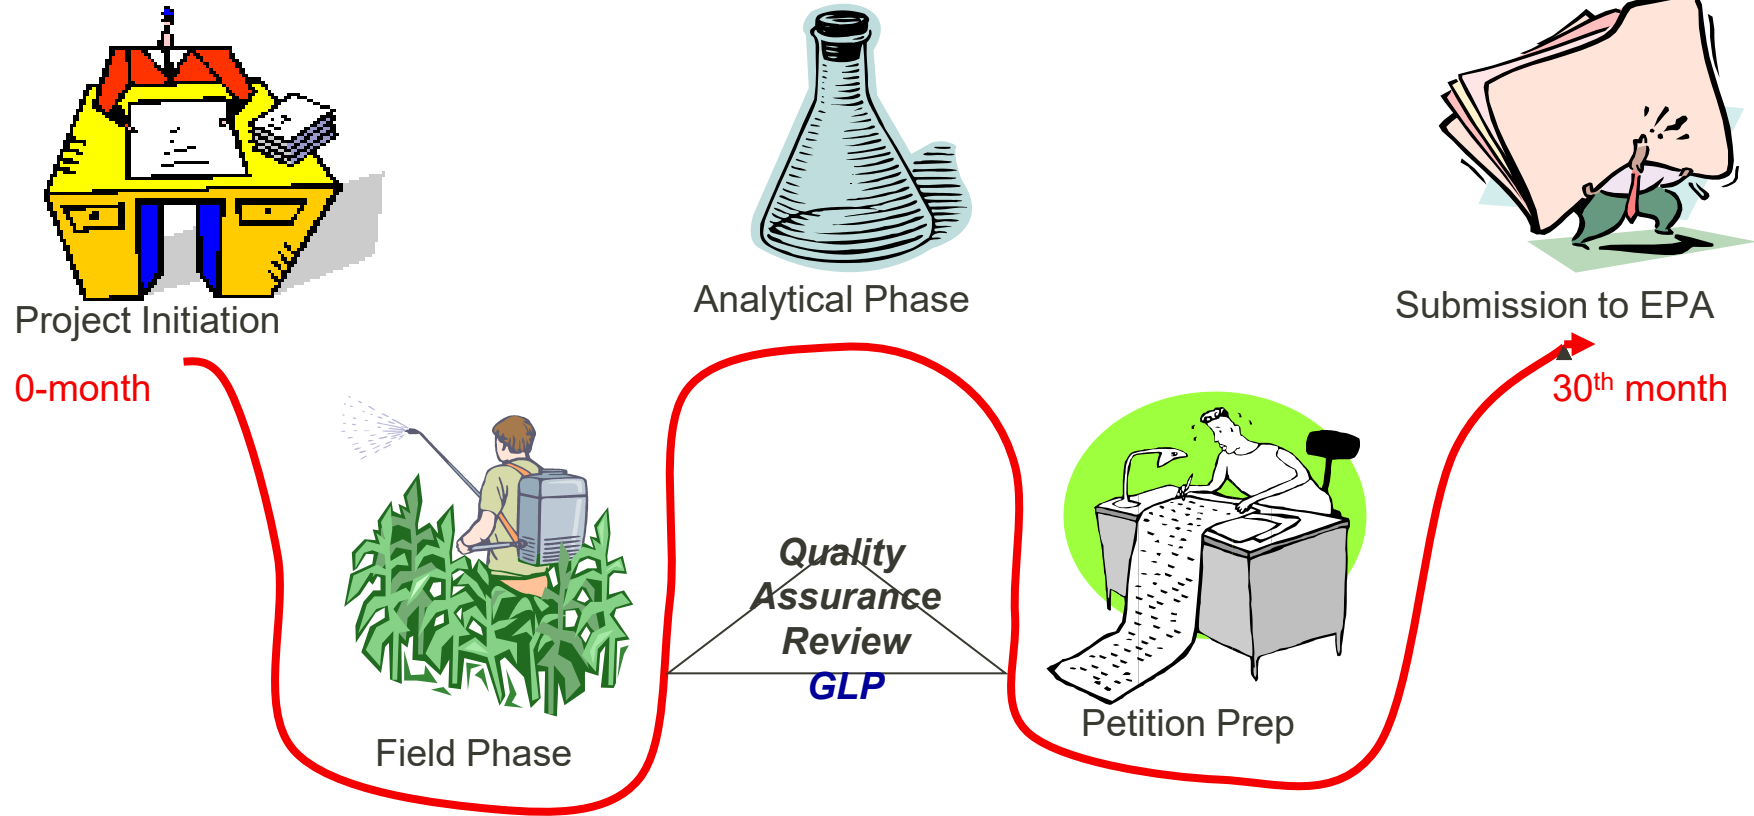 Project Initiation
0-month
Field Phase
Analytical Phase
Quality
Assurance
Review
GLP
Petition Prep
Submission to EPA
30th month